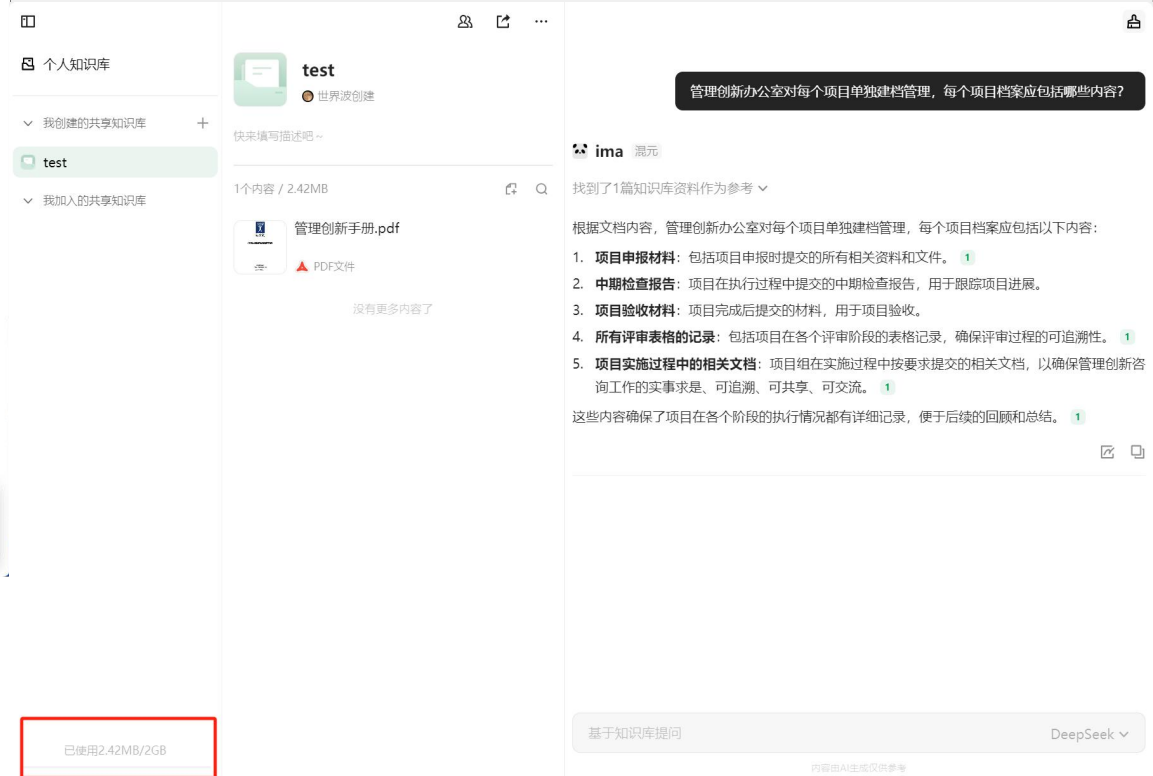 个人知识库
我创建的共享知识库
test
我加入的共享知识库
已使用2.42MB/2GB
test
世界波创建
快来填写描述吧~
1个内容 / 2.42MB
管理创新手册.pdf
PDF文件
没有更多内容了
管理创新办公室对每个项目单独建档管理，每个项目档案应包括哪些内容？
ima 混元
找到了1篇知识库资料作为参考
根据文档内容，管理创新办公室对每个项目单独建档管理，每个项目档案应包括以下内容：
1. 项目申报材料：包括项目申报时提交的所有相关资料和文件。 1
2. 中期检查报告：项目在执行过程中提交的中期检查报告，用于跟踪项目进展。
3. 项目验收材料：项目完成后提交的材料，用于项目验收。
4. 所有评审表格的记录：包括项目在各个评审阶段的表格记录，确保评审过程的可追溯性。 1
5. 项目实施过程中的相关文档：项目组在实施过程中按要求提交的相关文档，以确保管理创新咨
询工作的实事求是、可追溯、可共享、可交流。 1
这些内容确保了项目在各个阶段的执行情况都有详细记录，便于后续的回顾和总结。 1
基于知识库提问
DeepSeek
内容由AI生成仅供参考